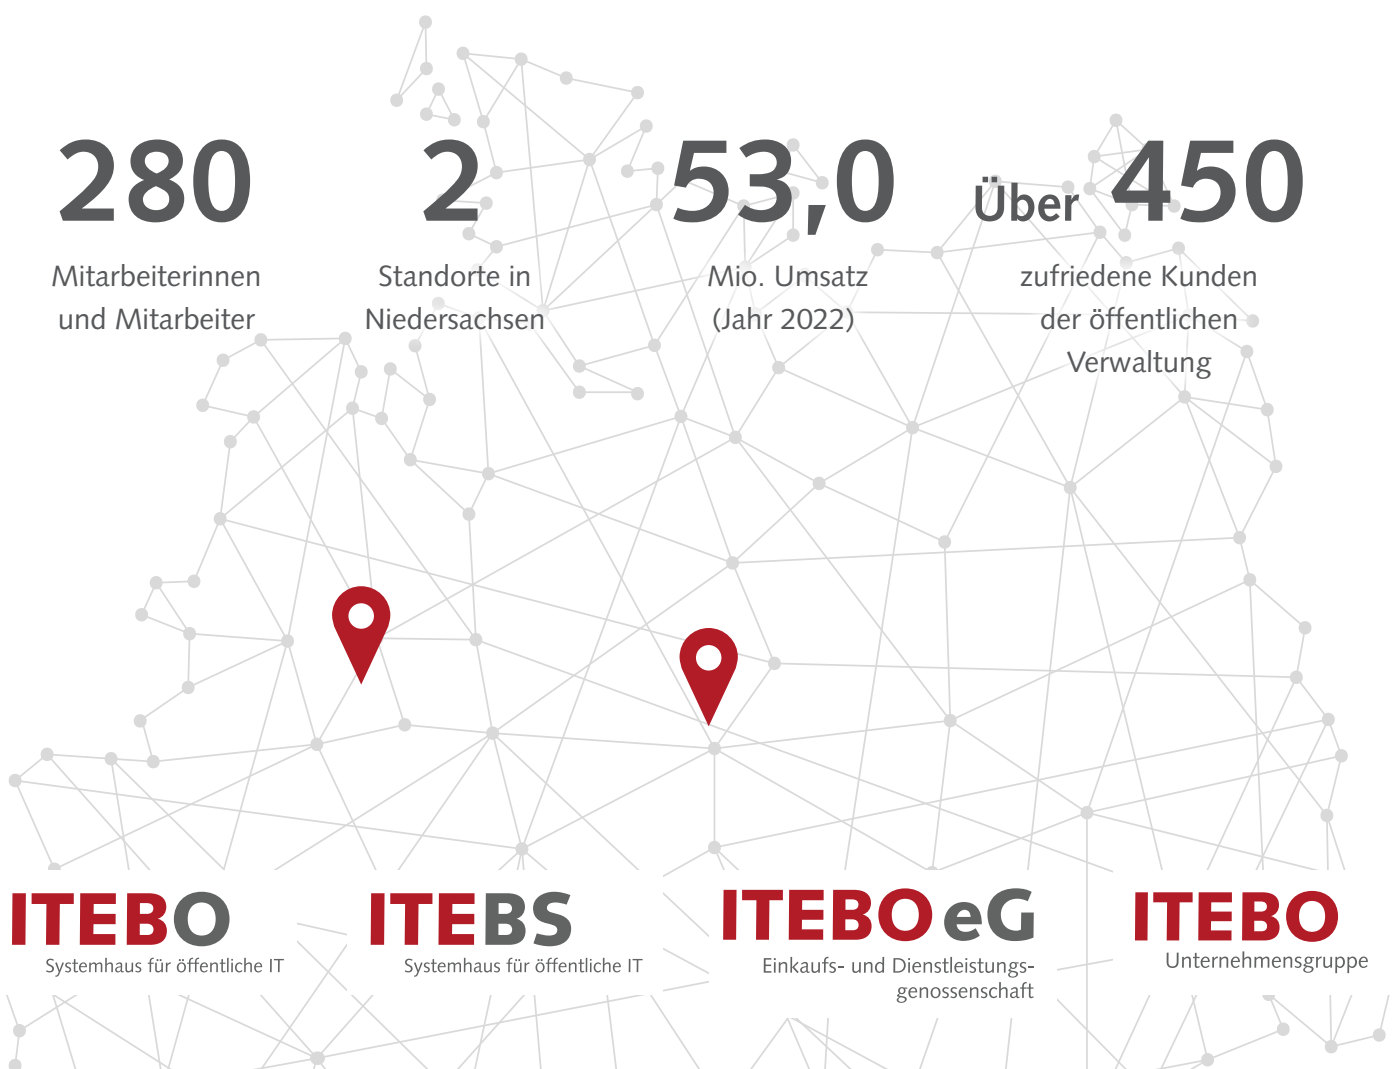 280
Mitarbeiterinnen
und Mitarbeiter
2
Standorte in
Niedersachsen
53,0
Mio. Umsatz
(Jahr 2022)
Über 450
zufriedene Kunden
der öffentlichen
Verwaltung
ITEBO
Systemhaus für öffentliche IT
ITEBS
Systemhaus für öffentliche IT
ITEBO eG
Einkaufs- und Dienstleistungs-
genossenschaft
ITEBO
Unternehmensgruppe